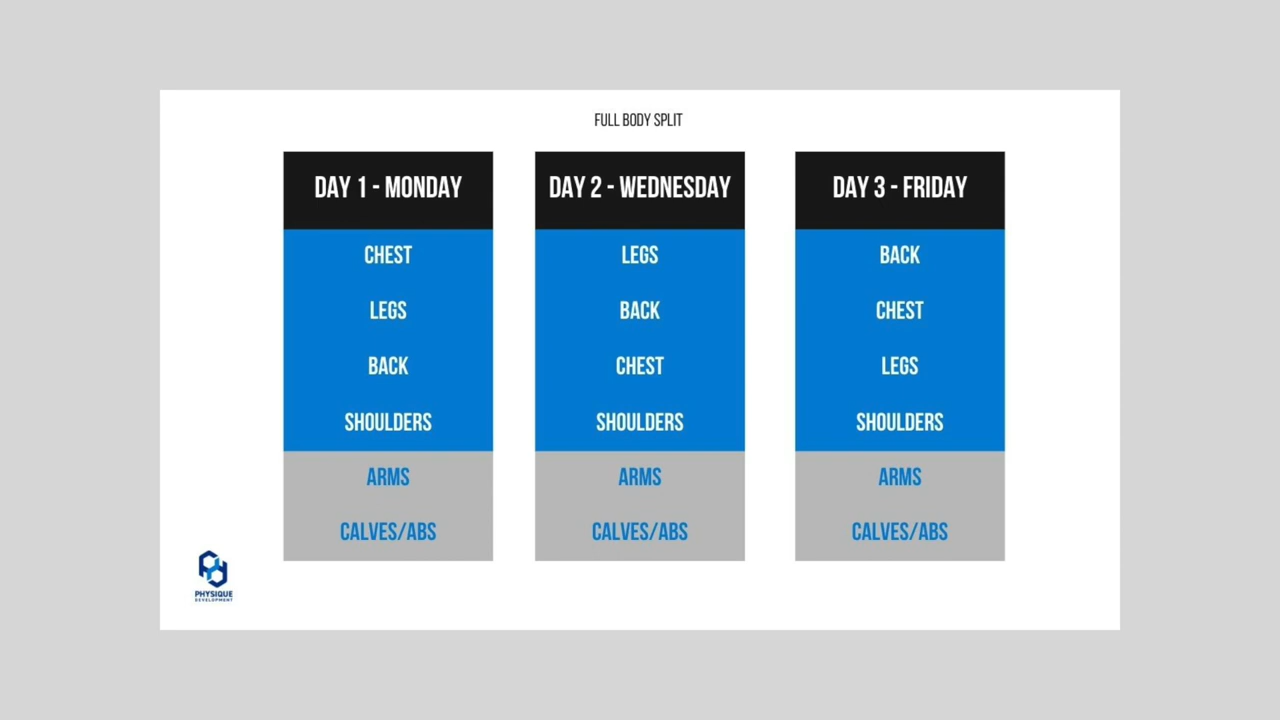 FULL BODY SPLIT
DAY 1 - MONDAY
CHEST
LEGS
BACK
SHOULDERS
ARMS
CALVES/ABS
DAY 2 - WEDNESDAY
LEGS
BACK
CHEST
SHOULDERS
ARMS
CALVES/ABS
DAY 3 - FRIDAY
BACK
CHEST
LEGS
SHOULDERS
ARMS
CALVES/ABS
PHYSIQUE
DEVELOPMENT